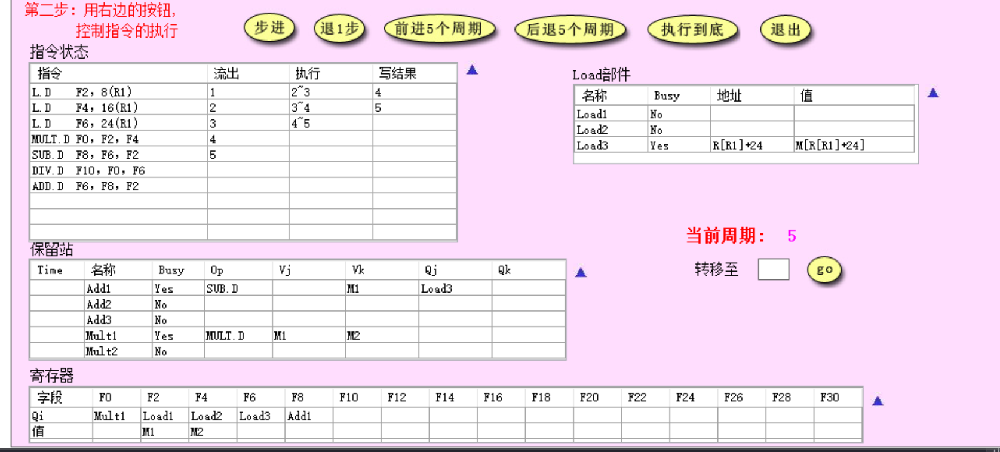 第二步：用右边的按钮，
控制指令的执行
步进 退1步 前进5个周期 后退5个周期 执行到底 退出
指令状态
指令 流出 执行 写结果
L.D F2, 8(R1) 1 2~3 4
L.D F4, 16(R1) 2 3~4 5
L.D F6, 24(R1) 3 4~5
MULT.D F0, F2, F4 4
SUB.D F8, F6, F2 5
DIV.D F10, F0, F6
ADD.D F6, F8, F2
Load部件
名称 Busy 地址 值
Load1 No
Load2 No
Load3 Yes R[R1]+24 M[R[R1]+24]
当前周期： 5
转移至 go
保留站
Time 名称 Busy Op Vj Vk Qj Qk
Add1 Yes SUB.D M1 Load3
Add2 No
Add3 No
Mult1 Yes MULT.D M1 M2
Mult2 No
寄存器
字段 F0 F2 F4 F6 F8 F10 F12 F14 F16 F18 F20 F22 F24 F26 F28 F30
Qi Mult1 Load1 Load2 Load3 Add1
值 M1 M2